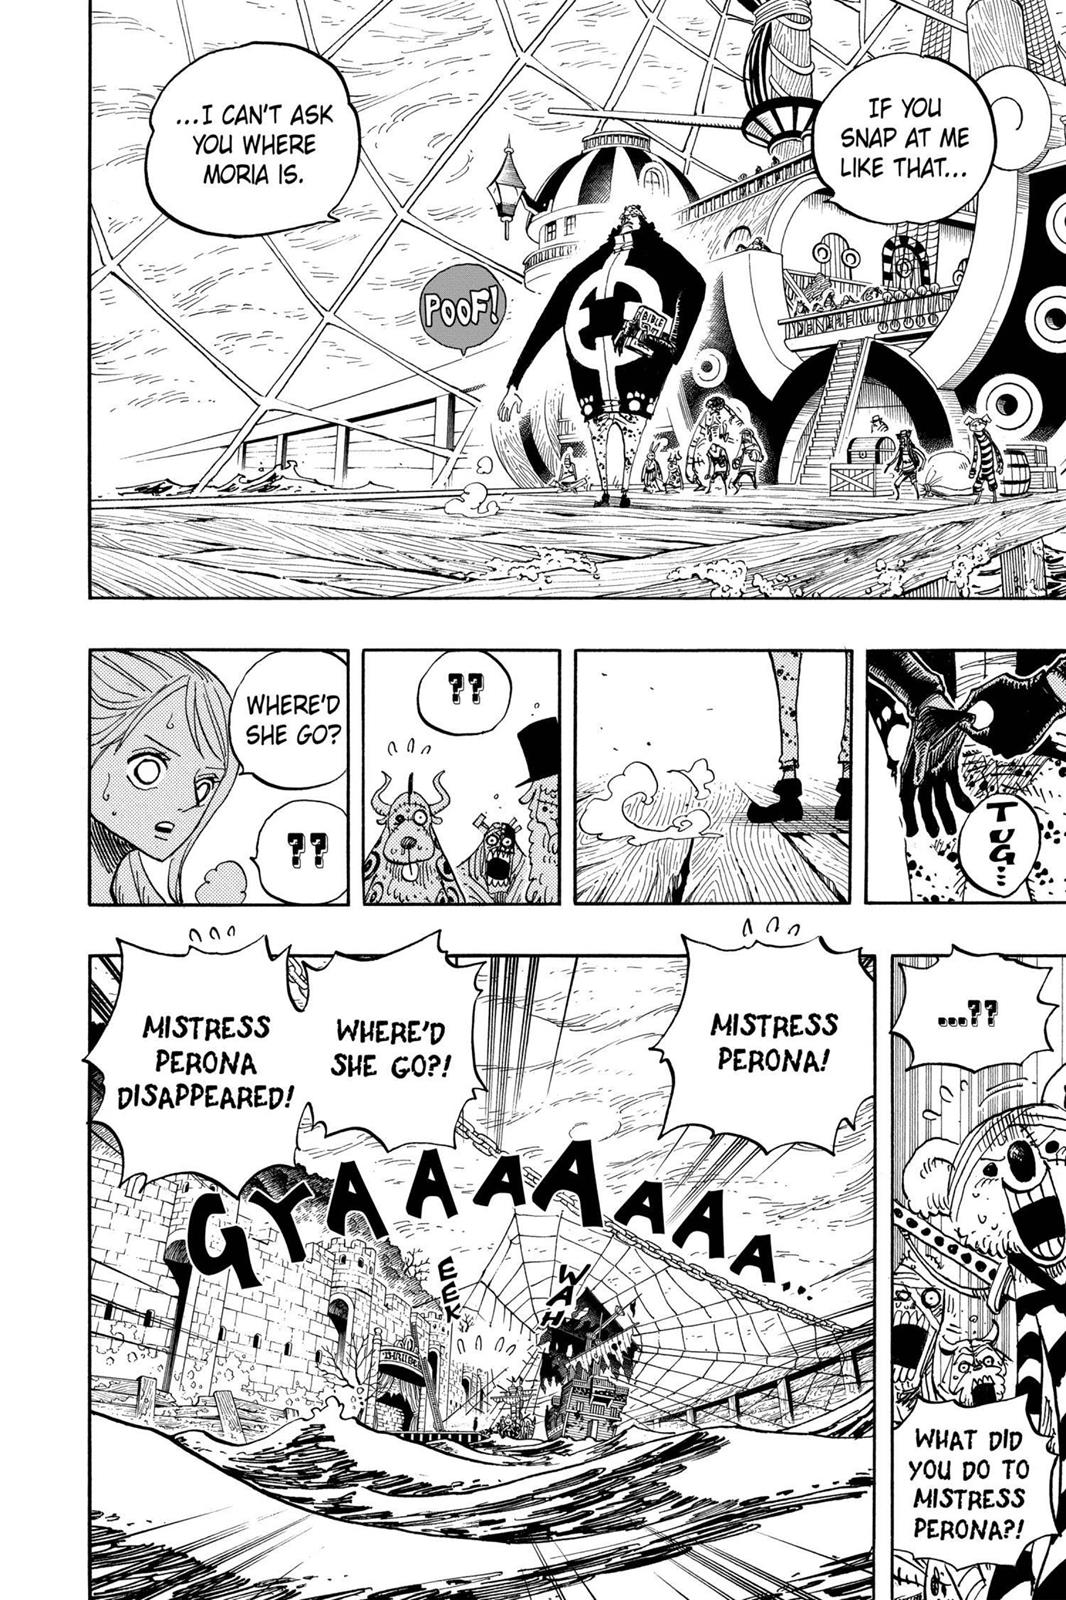 IF YOU
SNAP AT ME
LIKE THAT...
...I CAN'T ASK
YOU WHERE
MORIA IS.
POOF!
BIBLE
TUG...
??
WHERE'D
SHE GO?
??
...??
WHAT DID
YOU DO TO
MISTRESS
PERONA?!
MISTRESS
PERONA!
WHERE'D
SHE GO?!
MISTRESS
PERONA
DISAPPEARED!
GYAAAAAAAA...
WAH
EEK